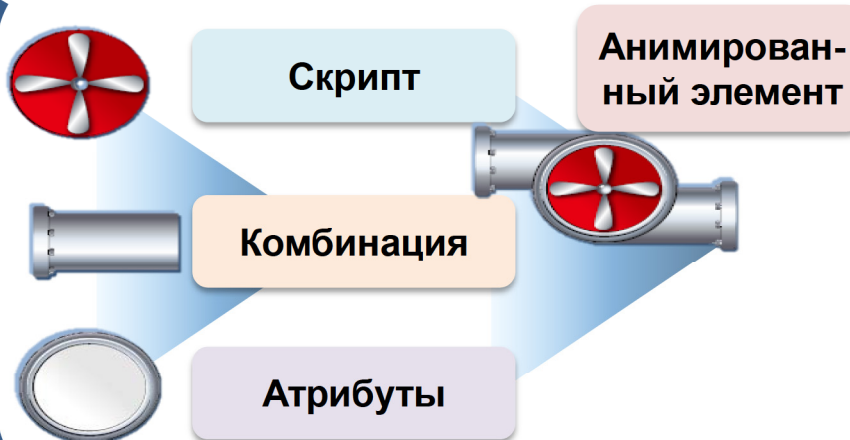 Скрипт
Анимирован-
ный элемент
Комбинация
Атрибуты